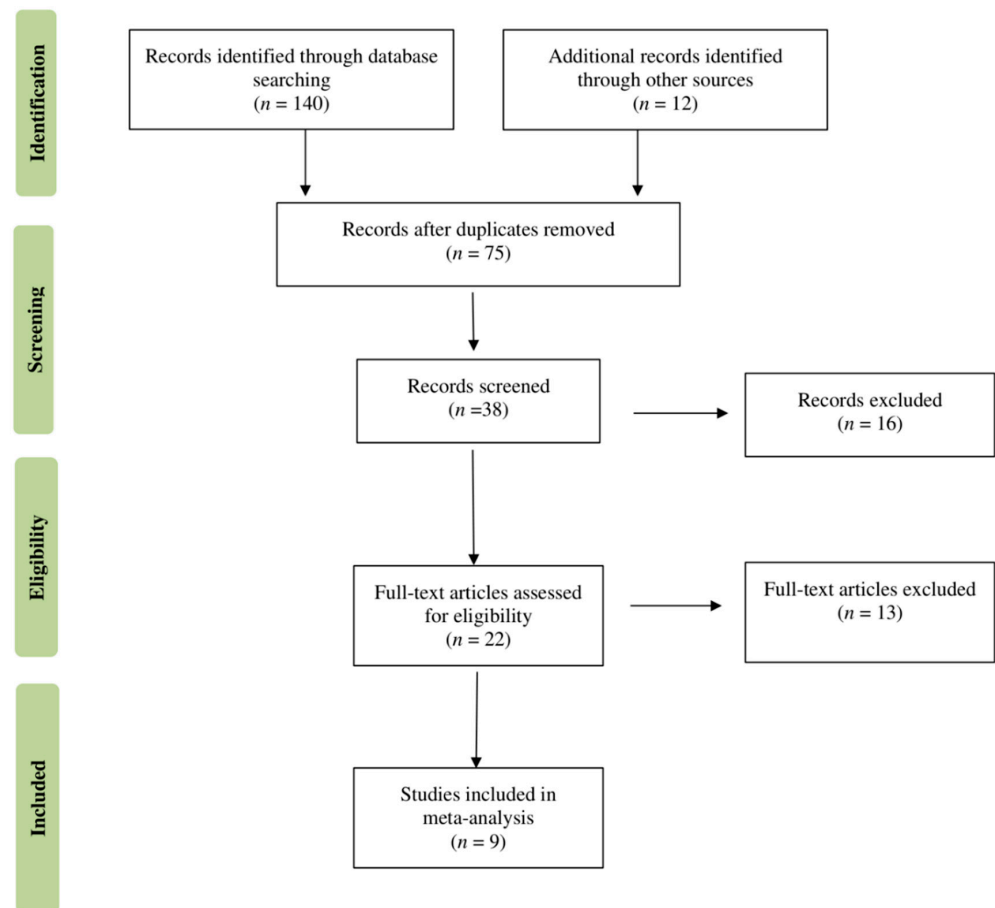 Identification
Records identified through database
searching
(n = 140)
Additional records identified
through other sources
(n = 12)
Records after duplicates removed
(n = 75)
Screening
Records screened
(n =38)
Records excluded
(n = 16)
Eligibility
Full-text articles assessed
for eligibility
(n = 22)
Full-text articles excluded
(n = 13)
Included
Studies included in
meta-analysis
(n = 9)